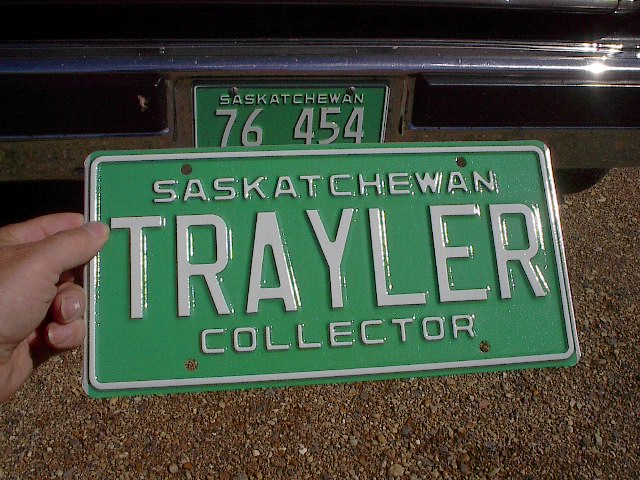 SASKATCHEWAN
76 454
SASKATCHEWAN
TRAYLER
COLLECTOR